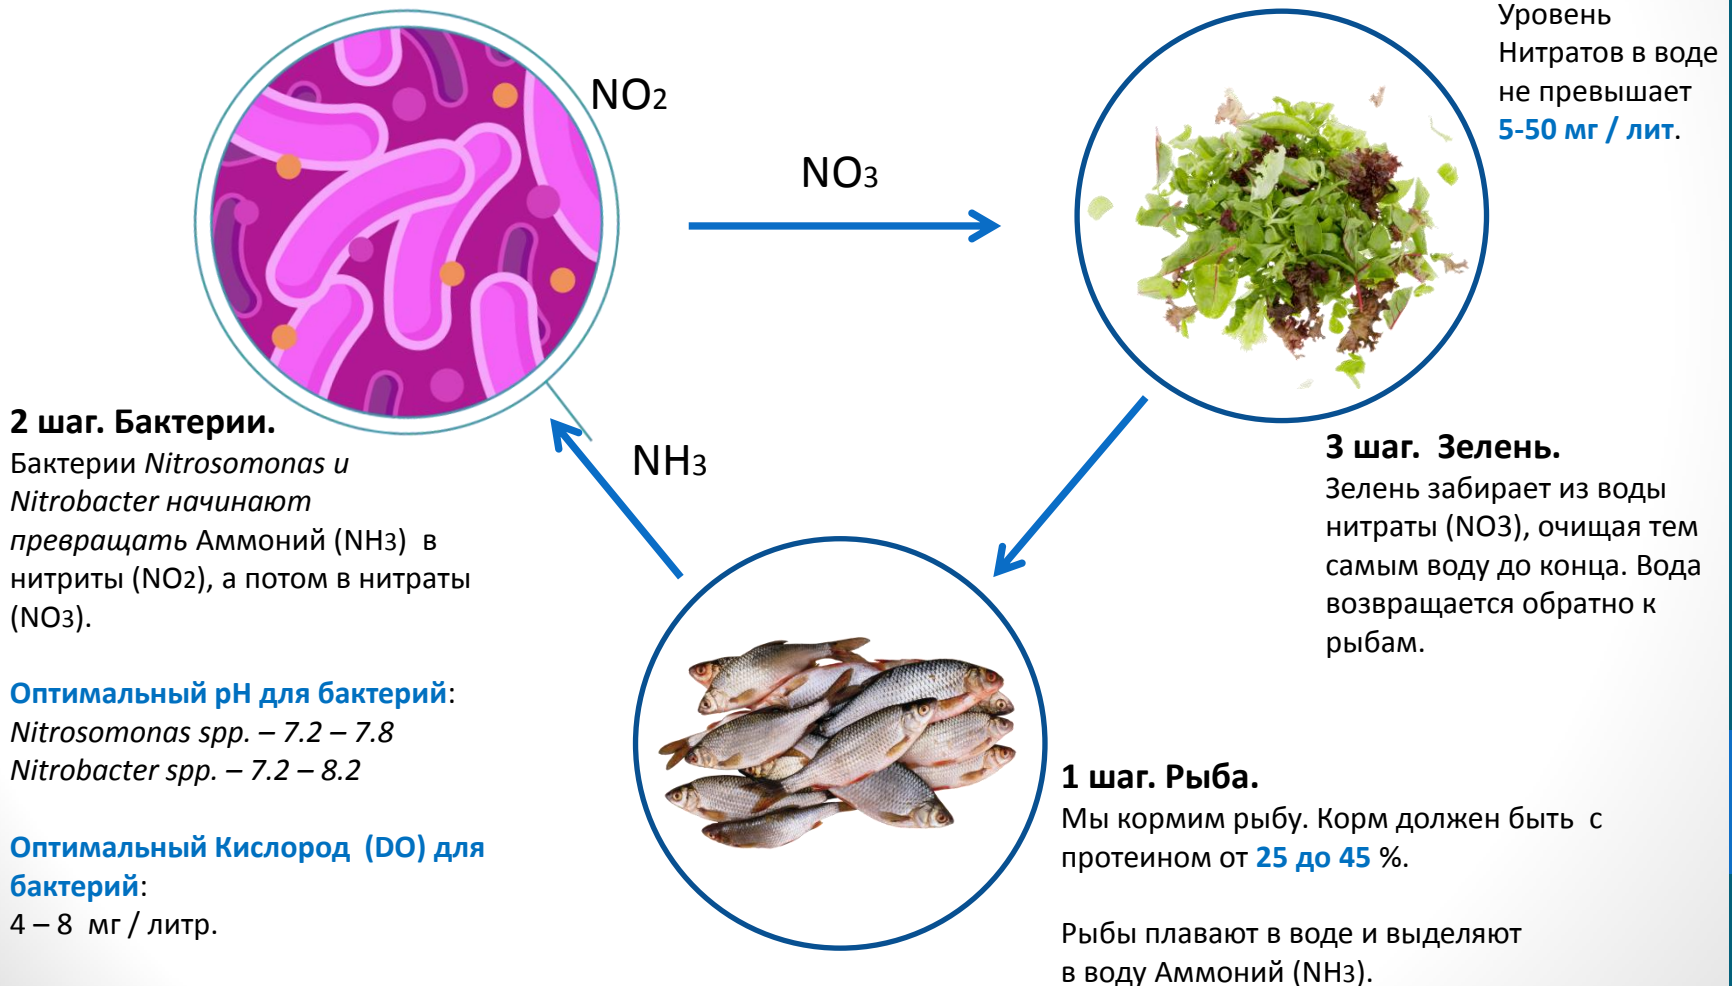 Уровень
Нитратов в воде
не превышает
5-50 мг / лит.
NO2
NO3
NH3
2 шаг. Бактерии.
Бактерии Nitrosomonas и
Nitrobacter начинают
превращать Аммоний (NH3) в
нитриты (NO2), а потом в нитраты
(NO3).
Оптимальный pH для бактерий:
Nitrosomonas spp. – 7.2 – 7.8
Nitrobacter spp. – 7.2 – 8.2
Оптимальный Кислород (DO) для
бактерий:
4 – 8 мг / литр.
3 шаг. Зелень.
Зелень забирает из воды
нитраты (NO3), очищая тем
самым воду до конца. Вода
возвращается обратно к
рыбам.
1 шаг. Рыба.
Мы кормим рыбу. Корм должен быть с
протеином от 25 до 45 %.
Рыбы плавают в воде и выделяют
в воду Аммоний (NH3).